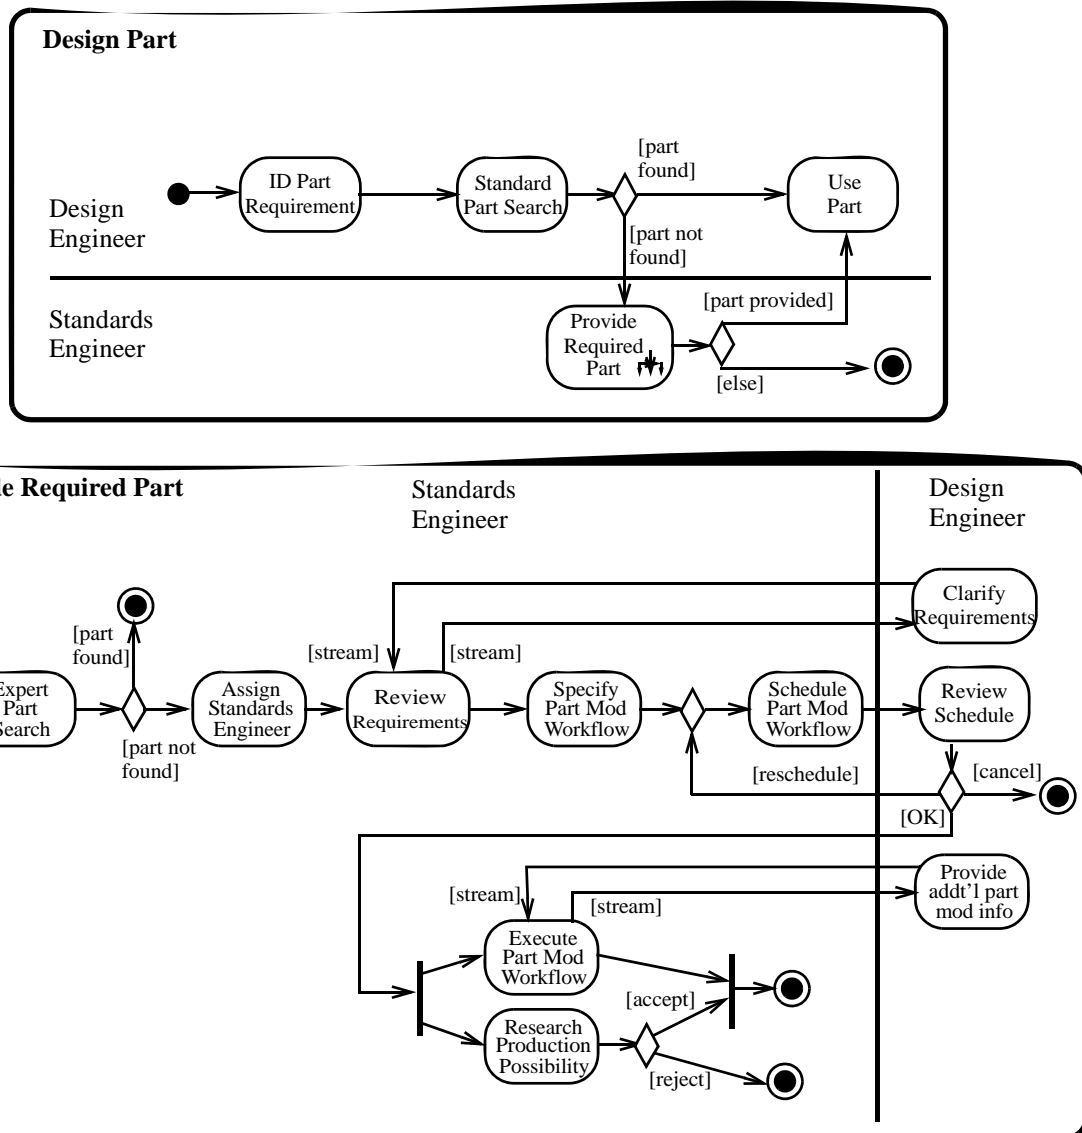 Design Part
[part
found]
ID Part
Requirement
Standard
Part Search
Use
Part
Design
Engineer
[part not
found]
Standards
Engineer
[part provided]
Provide
Required
Part
[else]
e Required Part
Standards
Engineer
Design
Engineer
Clarify
Requirements
[part
found]
[stream]
[stream]
Expert
Part
Search
Assign
Standards
Engineer
Review
Requirements
Specify
Part Mod
Workflow
Schedule
Part Mod
Workflow
Review
Schedule
[part not
found]
[reschedule]
[cancel]
[OK]
Provide
addt’l part
mod info
[stream]
[stream]
Execute
Part Mod
Workflow
[accept]
Research
Production
Possibility
[reject]